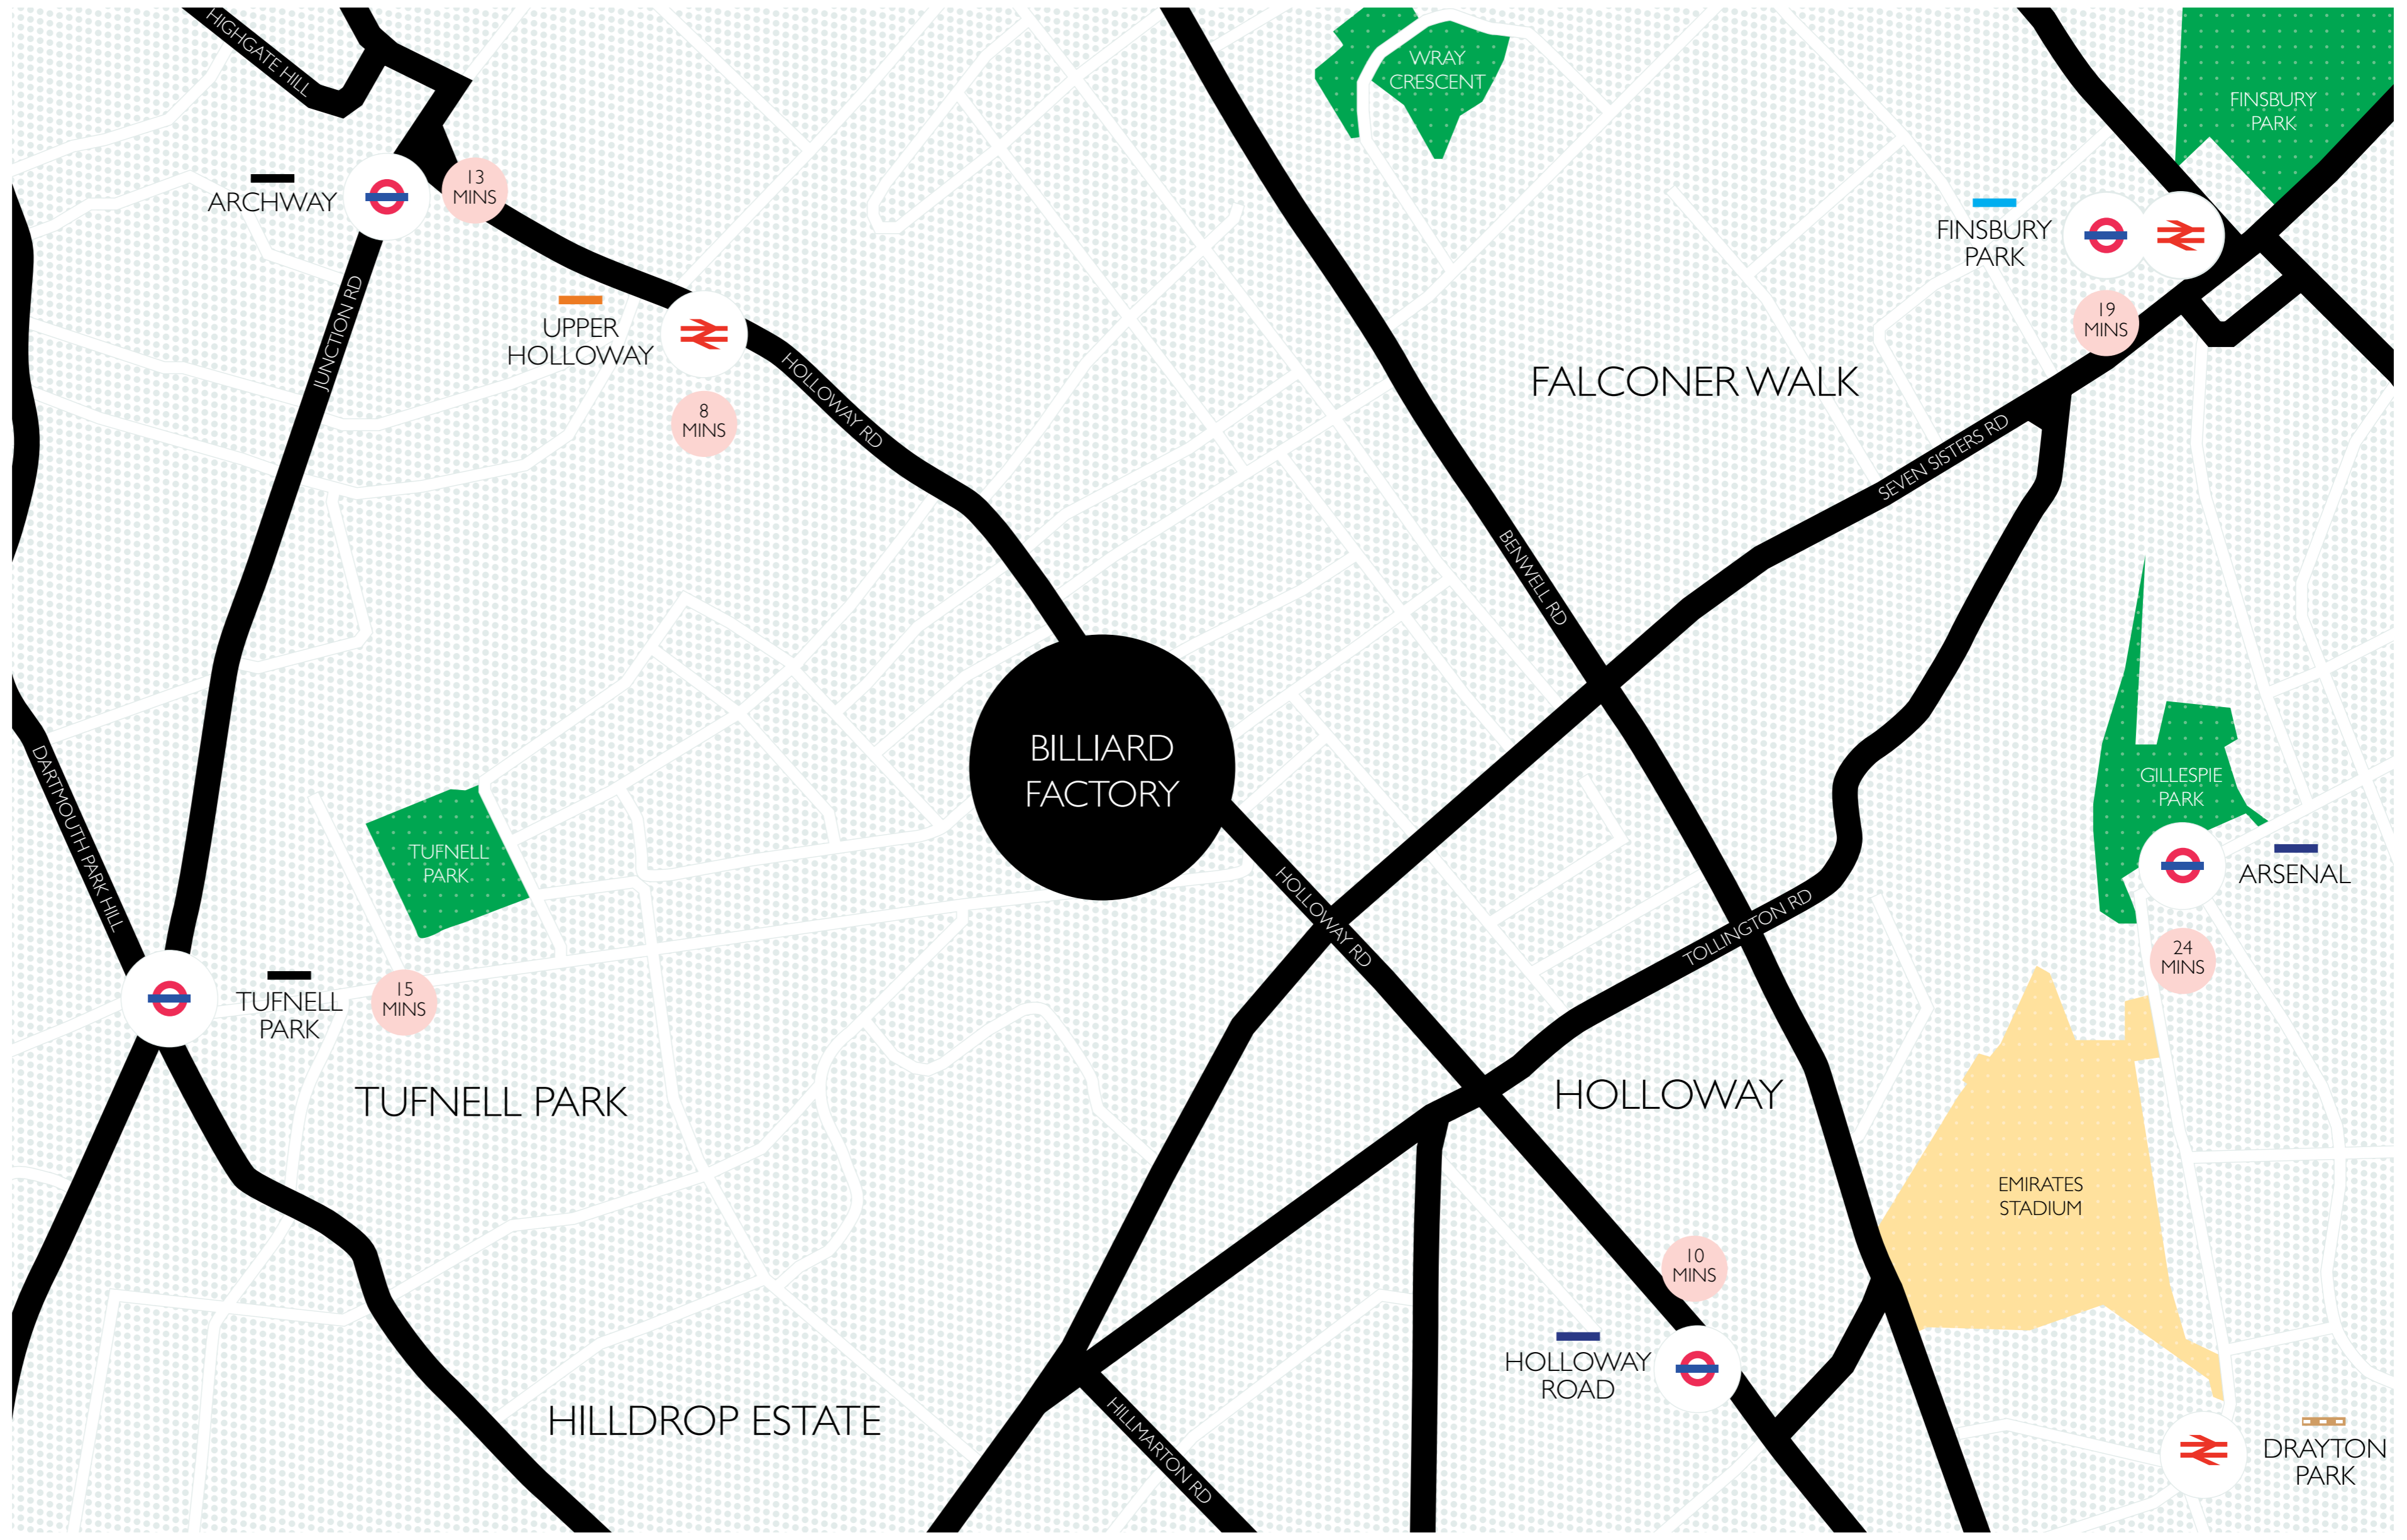 HIGHGATE HILL
WRAY
CRESCENT
FINSBURY
PARK
ARCHWAY
13
MINS
FINSBURY
PARK
19
MINS
JUNCTION RD
UPPER
HOLLOWAY
8
MINS
HOLLOWAY RD
FALCONER WALK
SEVEN SISTERS RD
BENWELL RD
BILLIARD
FACTORY
DARTMOUTH PARK HILL
TUFNELL
PARK
GILLESPIE
PARK
ARSENAL
24
MINS
HOLLOWAY RD
TOLLINGTON RD
TUFNELL
PARK
15
MINS
TUFNELL PARK
HOLLOWAY
EMIRATES
STADIUM
10
MINS
HOLLOWAY
ROAD
HILLDROP ESTATE
HILLMARTON RD
DRAYTON
PARK